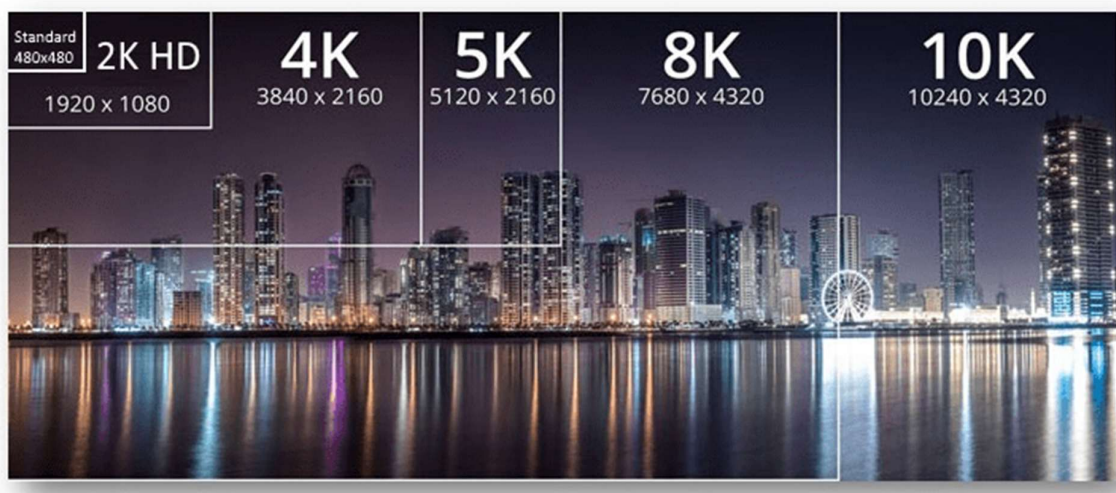 Standard
480x480
2K HD
1920 x 1080
4K
3840 x 2160
5K
5120 x 2160
8K
7680 x 4320
10K
10240 x 4320